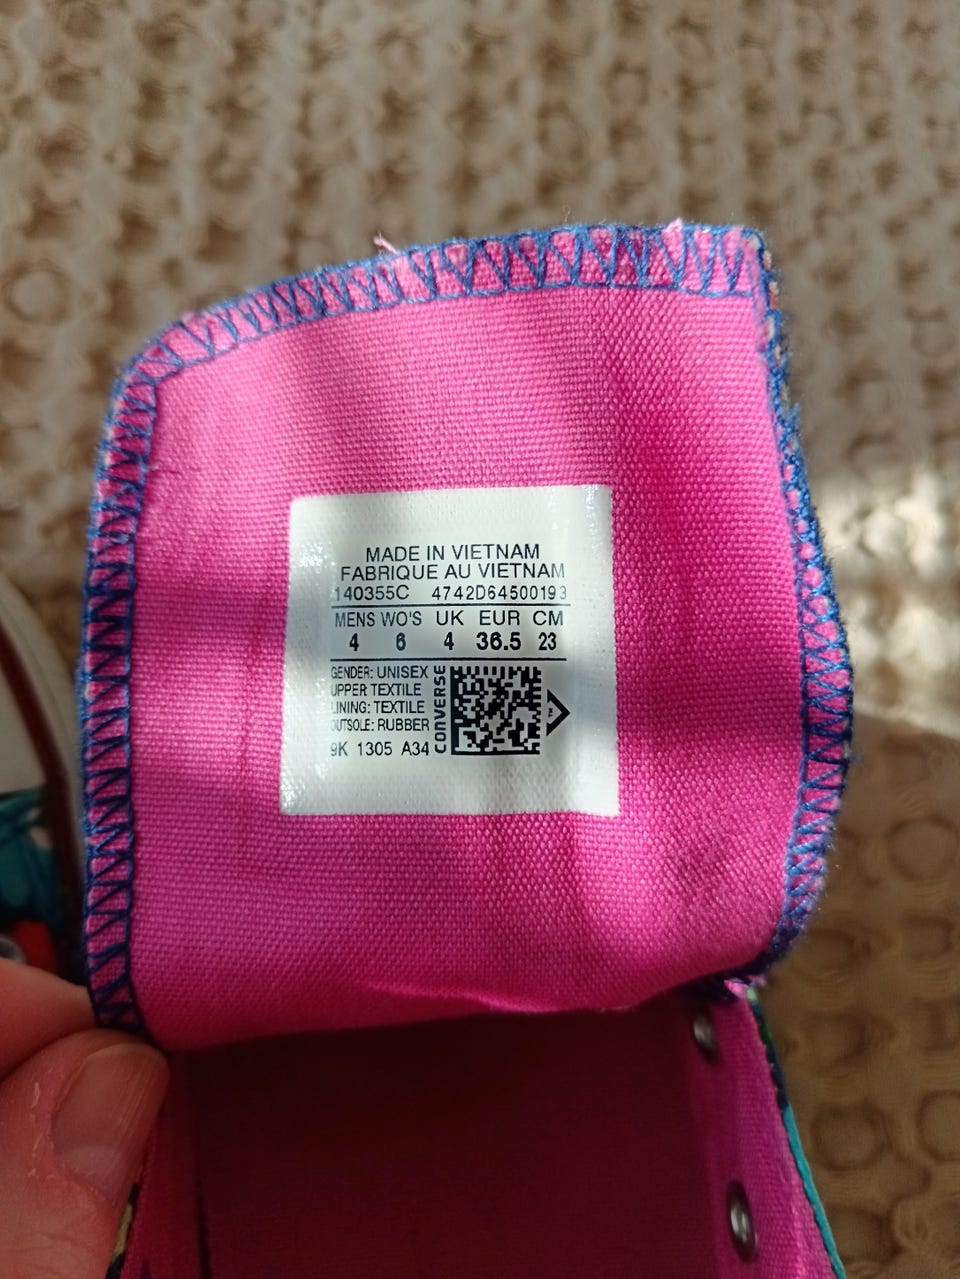 MADE IN VIETNAM
FABRIQUE AU VIETNAM
140355C 4742D64500193
MENS WO'S UK EUR CM
4 6 4 36.5 23
GENDER: UNISEX
UPPER TEXTILE
LINING: TEXTILE
OUTSOLE: RUBBER
9K 1305 A34
CONVERSE
TM